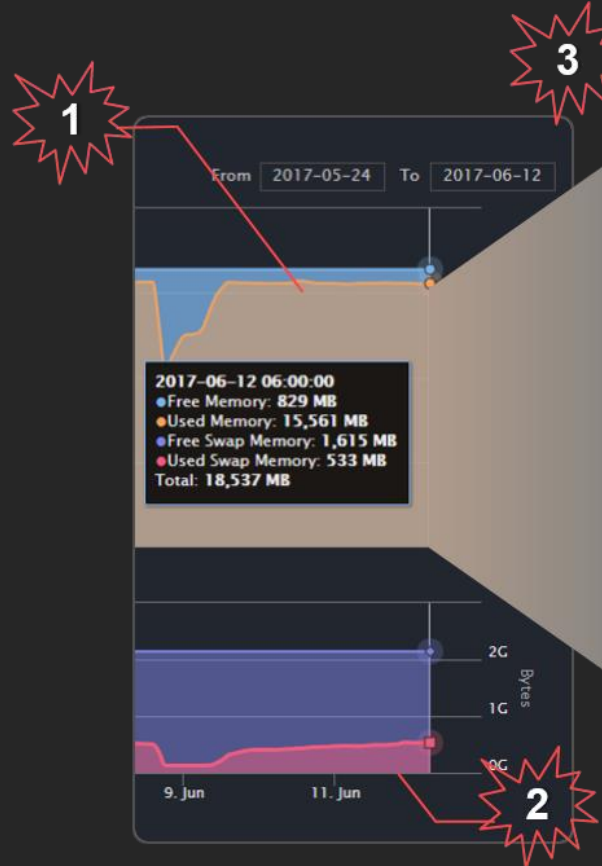 3
1
From 2017-05-24 To 2017-06-12
2017-06-12 06:00:00
Free Memory: 829 MB
Used Memory: 15,561 MB
Free Swap Memory: 1,615 MB
Used Swap Memory: 533 MB
Total: 18,537 MB
2G
Bytes
1G
0G
9. Jun 11. Jun
2